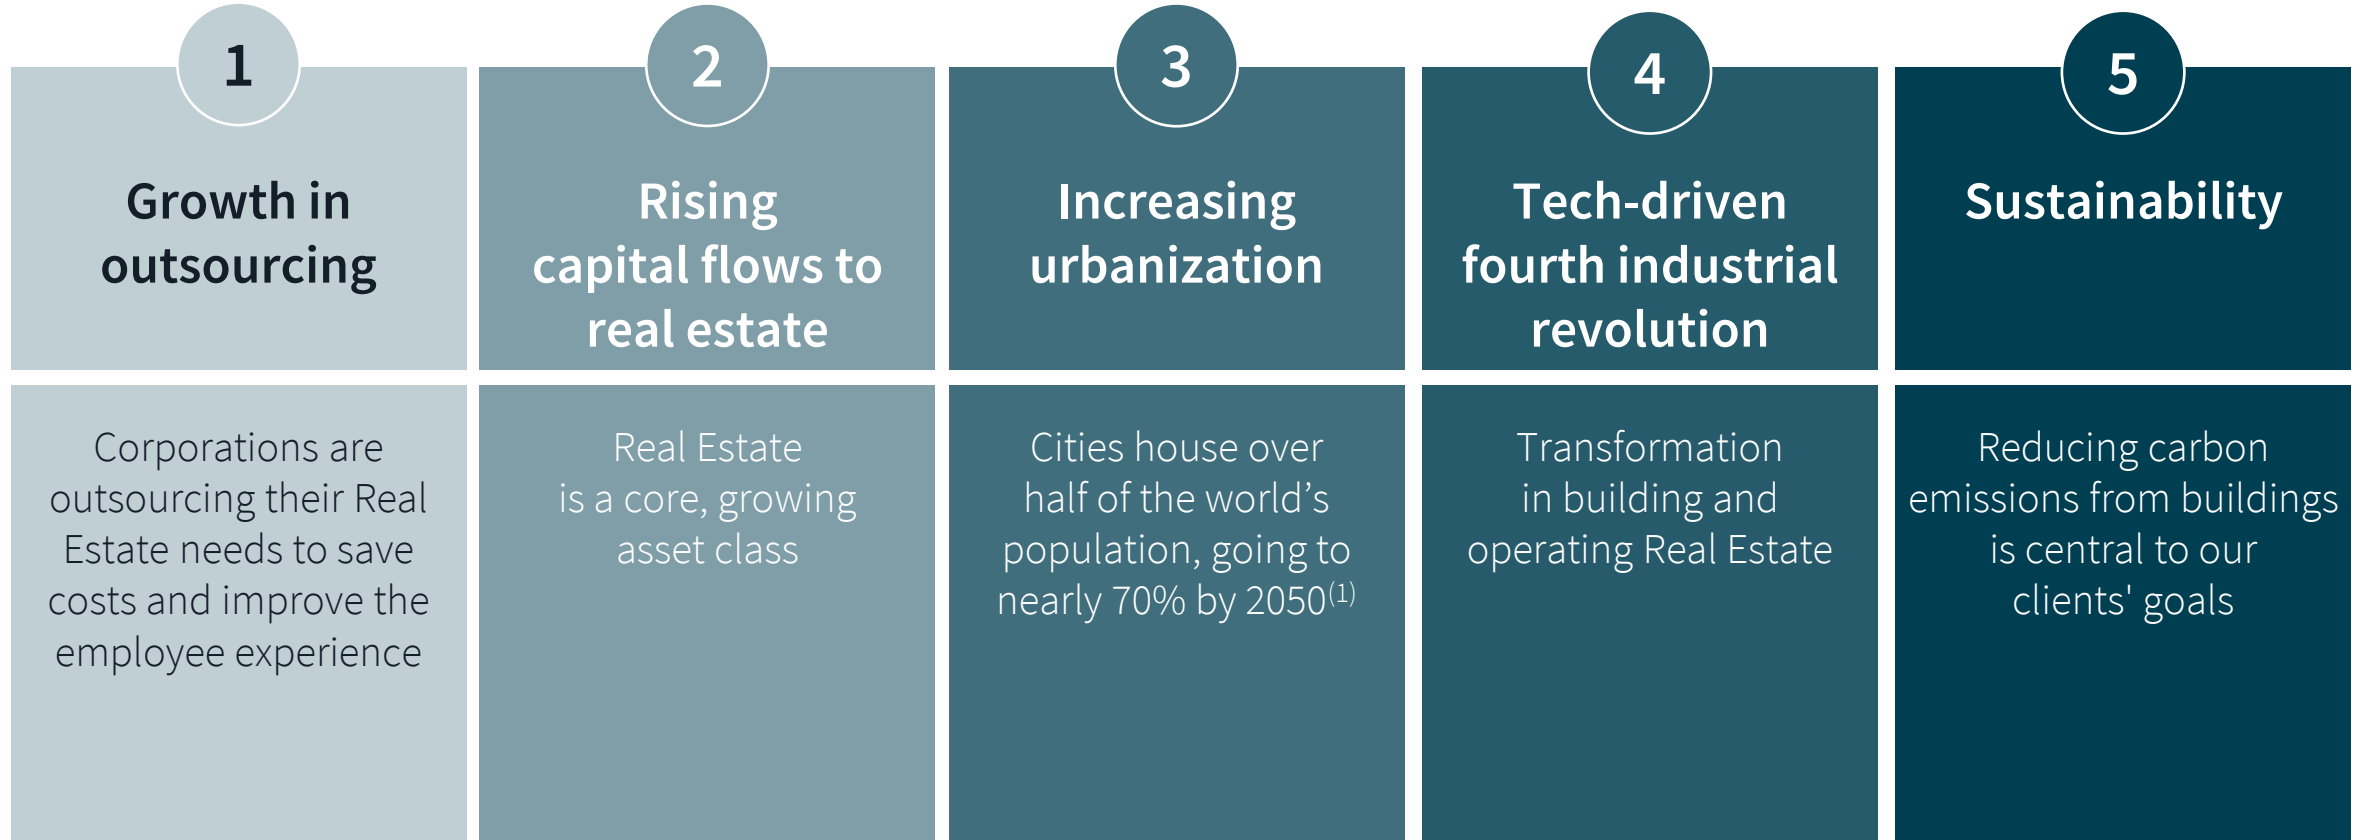 1
Growth in
outsourcing
Corporations are
outsourcing their Real
Estate needs to save
costs and improve the
employee experience
2
Rising
capital flows to
real estate
Real Estate
is a core, growing
asset class
3
Increasing
urbanization
Cities house over
half of the world’s
population, going to
nearly 70% by 2050(1)
4
Tech-driven
fourth industrial
revolution
Transformation
in building and
operating Real Estate
5
Sustainability
Reducing carbon
emissions from buildings
is central to our
clients' goals